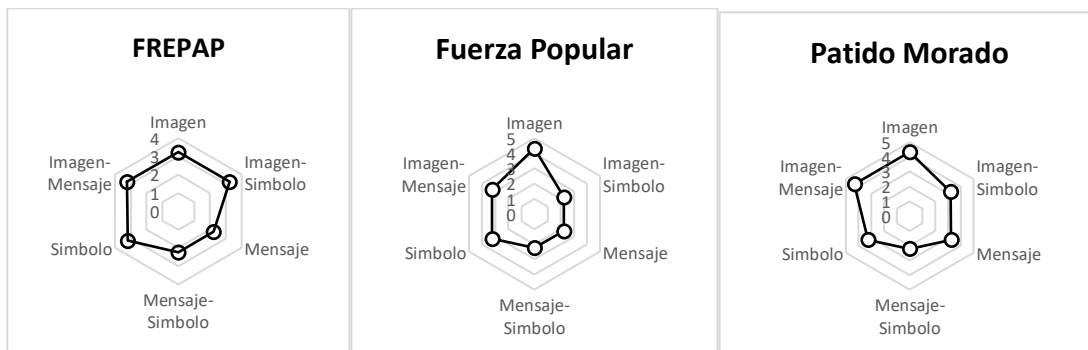 FREPAP
Imagen
4
3
2
1
0
Imagen-
Simbolo
Mensaje
Mensaje-
Simbolo
Simbolo
Imagen-
Mensaje
Fuerza Popular
Imagen
5
4
3
2
1
0
Imagen-
Simbolo
Mensaje
Mensaje-
Simbolo
Simbolo
Imagen-
Mensaje
Patido Morado
Imagen
5
4
3
2
1
0
Imagen-
Simbolo
Mensaje
Mensaje-
Simbolo
Simbolo
Imagen-
Mensaje